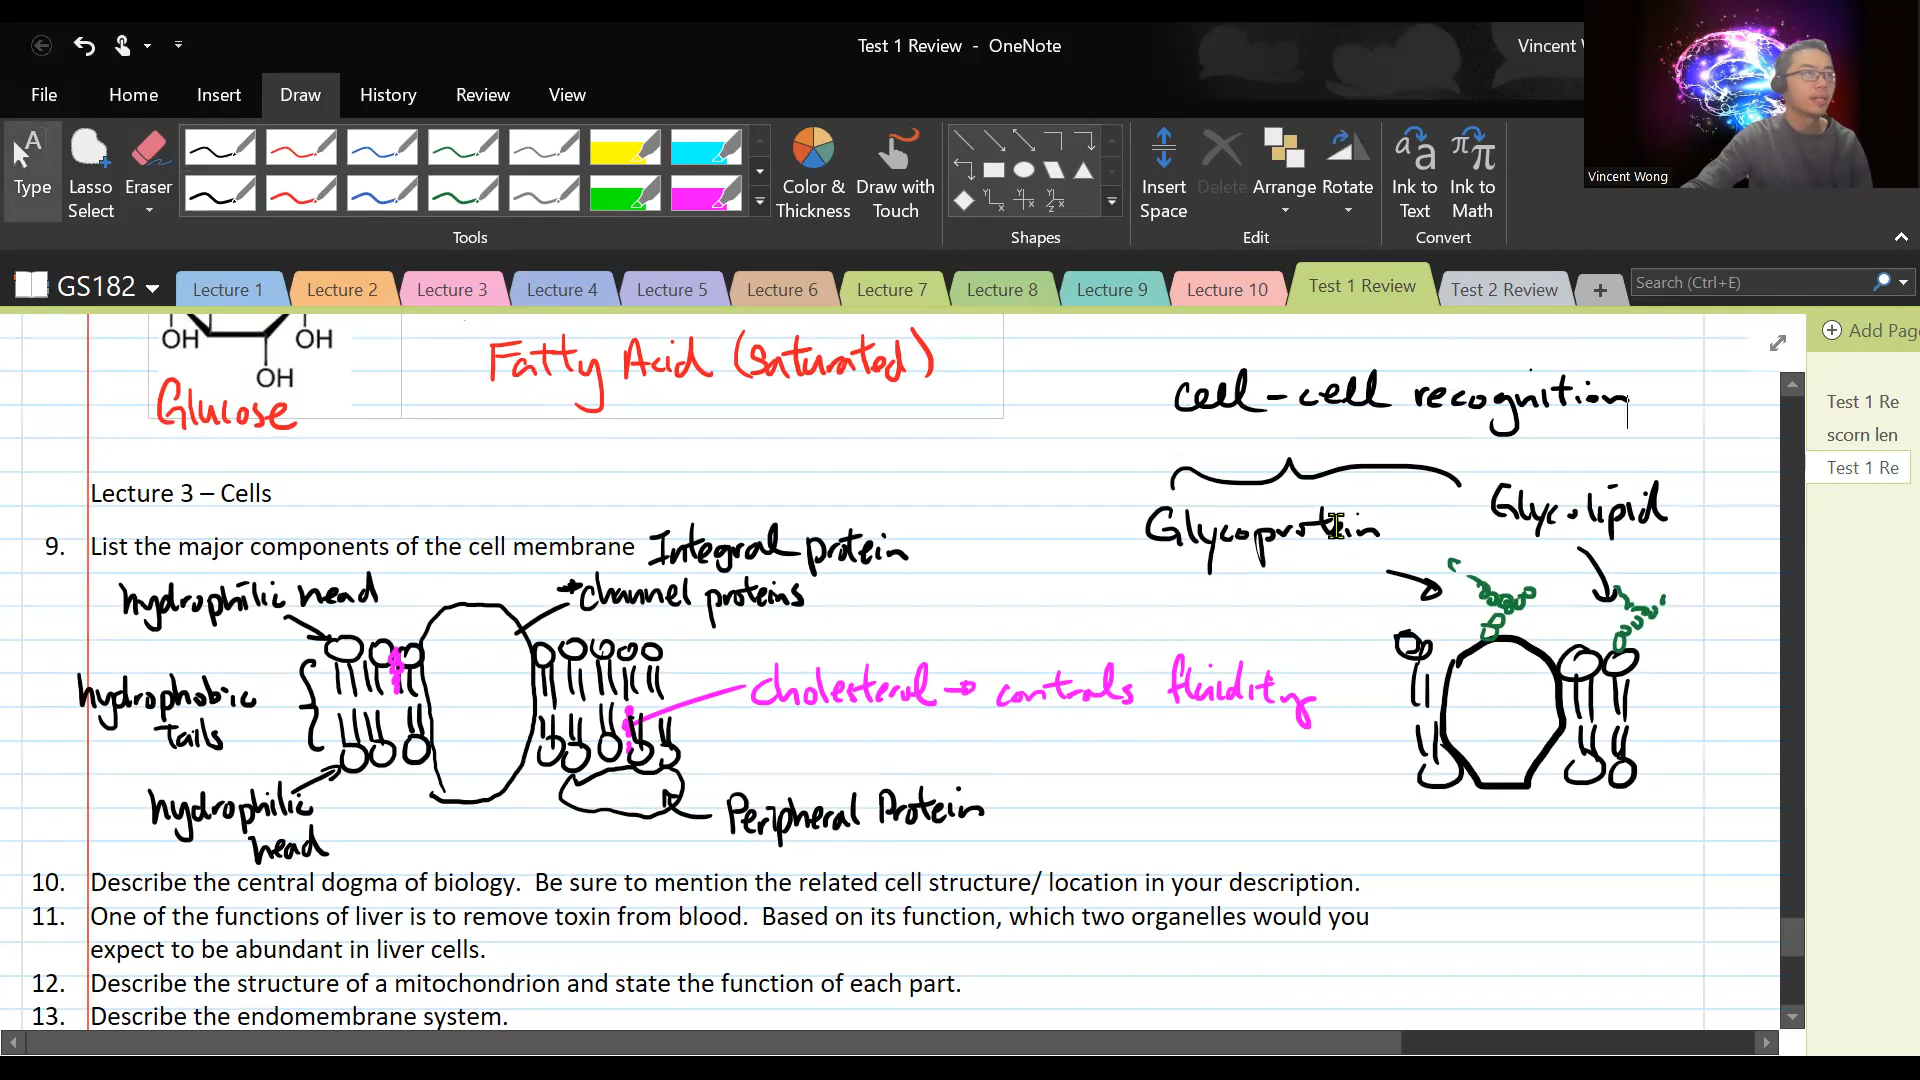 Test 1 Review - OneNote
Vincent W
File Home Insert Draw History Review View
Type
Lasso Select
Eraser
Color & Thickness
Draw with Touch
Insert Space
Delete
Arrange
Rotate
Ink to Text
Ink to Math
Tools
Shapes
Edit
Convert
Vincent Wong
GS182
Lecture 1 Lecture 2 Lecture 3 Lecture 4 Lecture 5 Lecture 6 Lecture 7 Lecture 8 Lecture 9 Lecture 10 Test 1 Review Test 2 Review
Search (Ctrl+E)
Add Pag
Test 1 Re
scorn len
Test 1 Re
OH OH
OH
Glucose
Fatty Acid (Saturated)
cell-cell recognition
Lecture 3 – Cells
Glycoprotein
Glycolipid
9. List the major components of the cell membrane
Integral protein
→ channel proteins
hydrophilic head
hydrophobic tails
cholesterol → controls fluidity
hydrophilic head
Peripheral Protein
10. Describe the central dogma of biology. Be sure to mention the related cell structure/ location in your description.
11. One of the functions of liver is to remove toxin from blood. Based on its function, which two organelles would you
expect to be abundant in liver cells.
12. Describe the structure of a mitochondrion and state the function of each part.
13. Describe the endomembrane system.